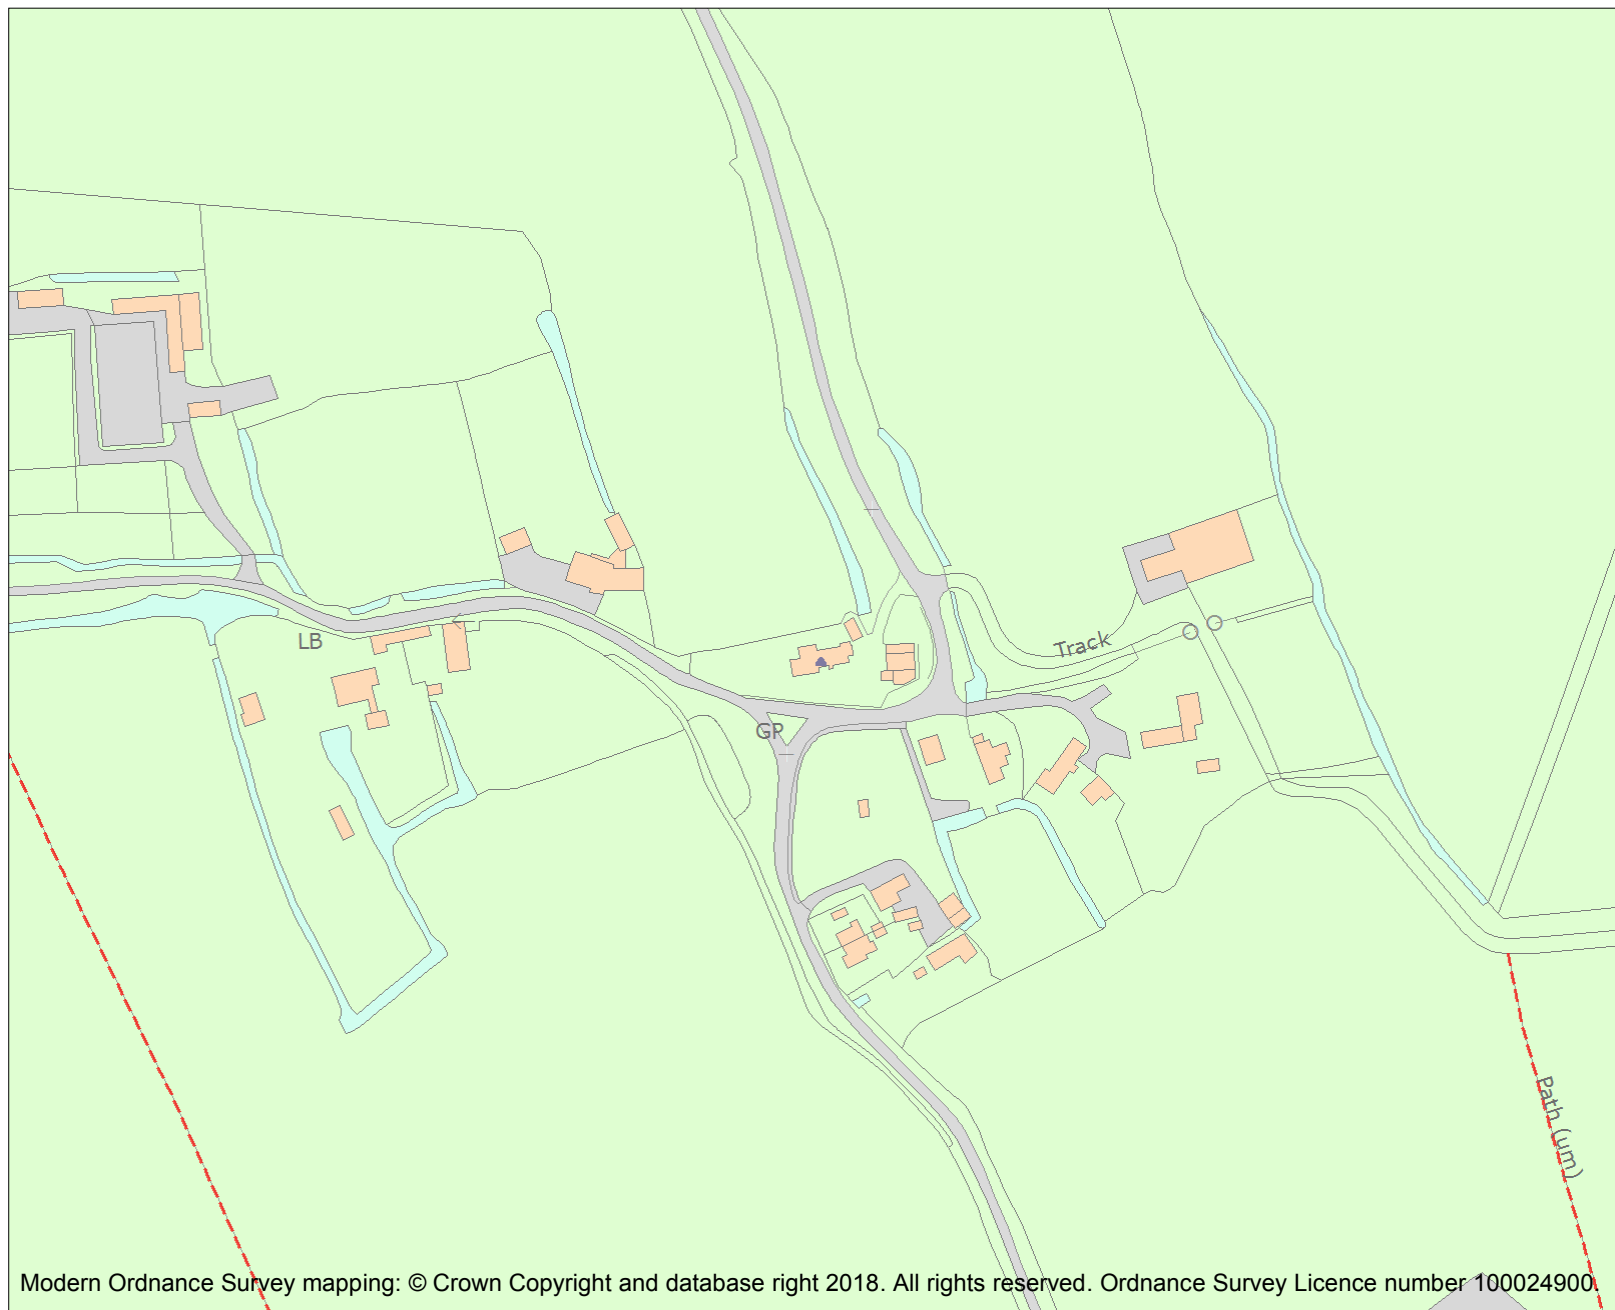 Track
LB
GP
Path (um)
Modern Ordnance Survey mapping: © Crown Copyright and database right 2018. All rights reserved. Ordnance Survey Licence number 100024900.